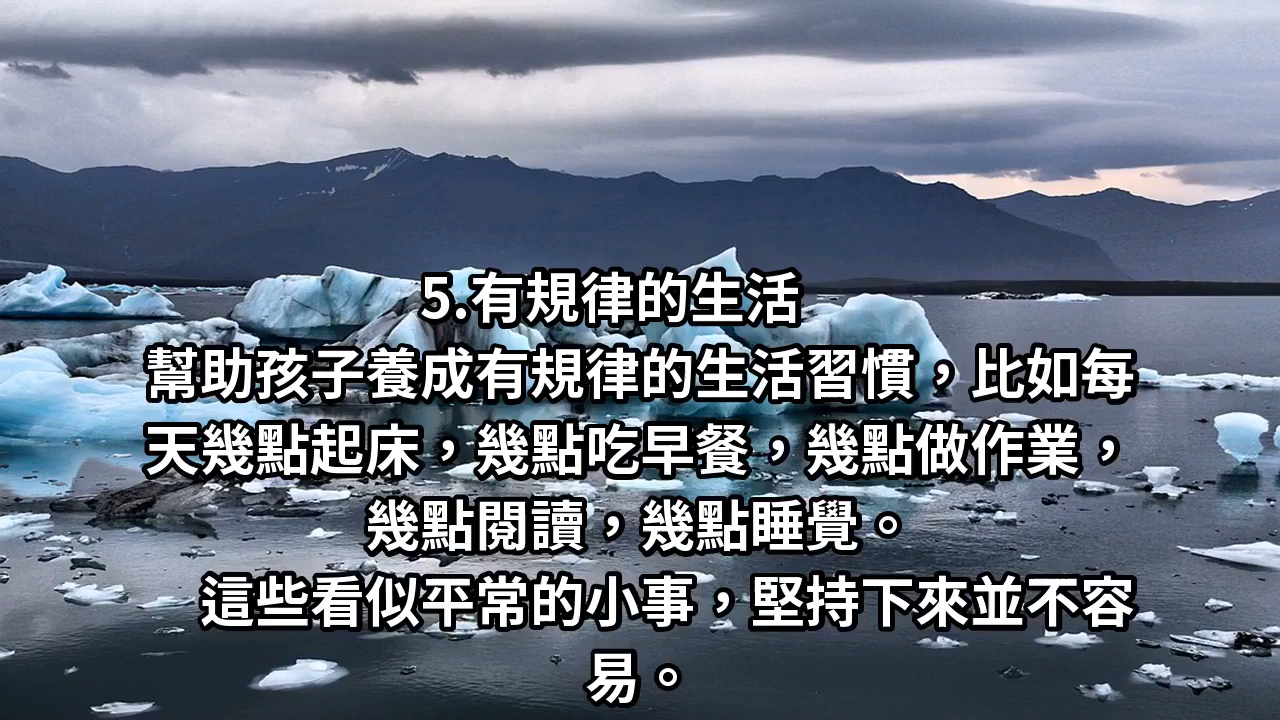 5.有規律的生活
幫助孩子養成有規律的生活習慣，比如每
天幾點起床，幾點吃早餐，幾點做作業，
幾點閱讀，幾點睡覺。
這些看似平常的小事，堅持下來並不容
易。